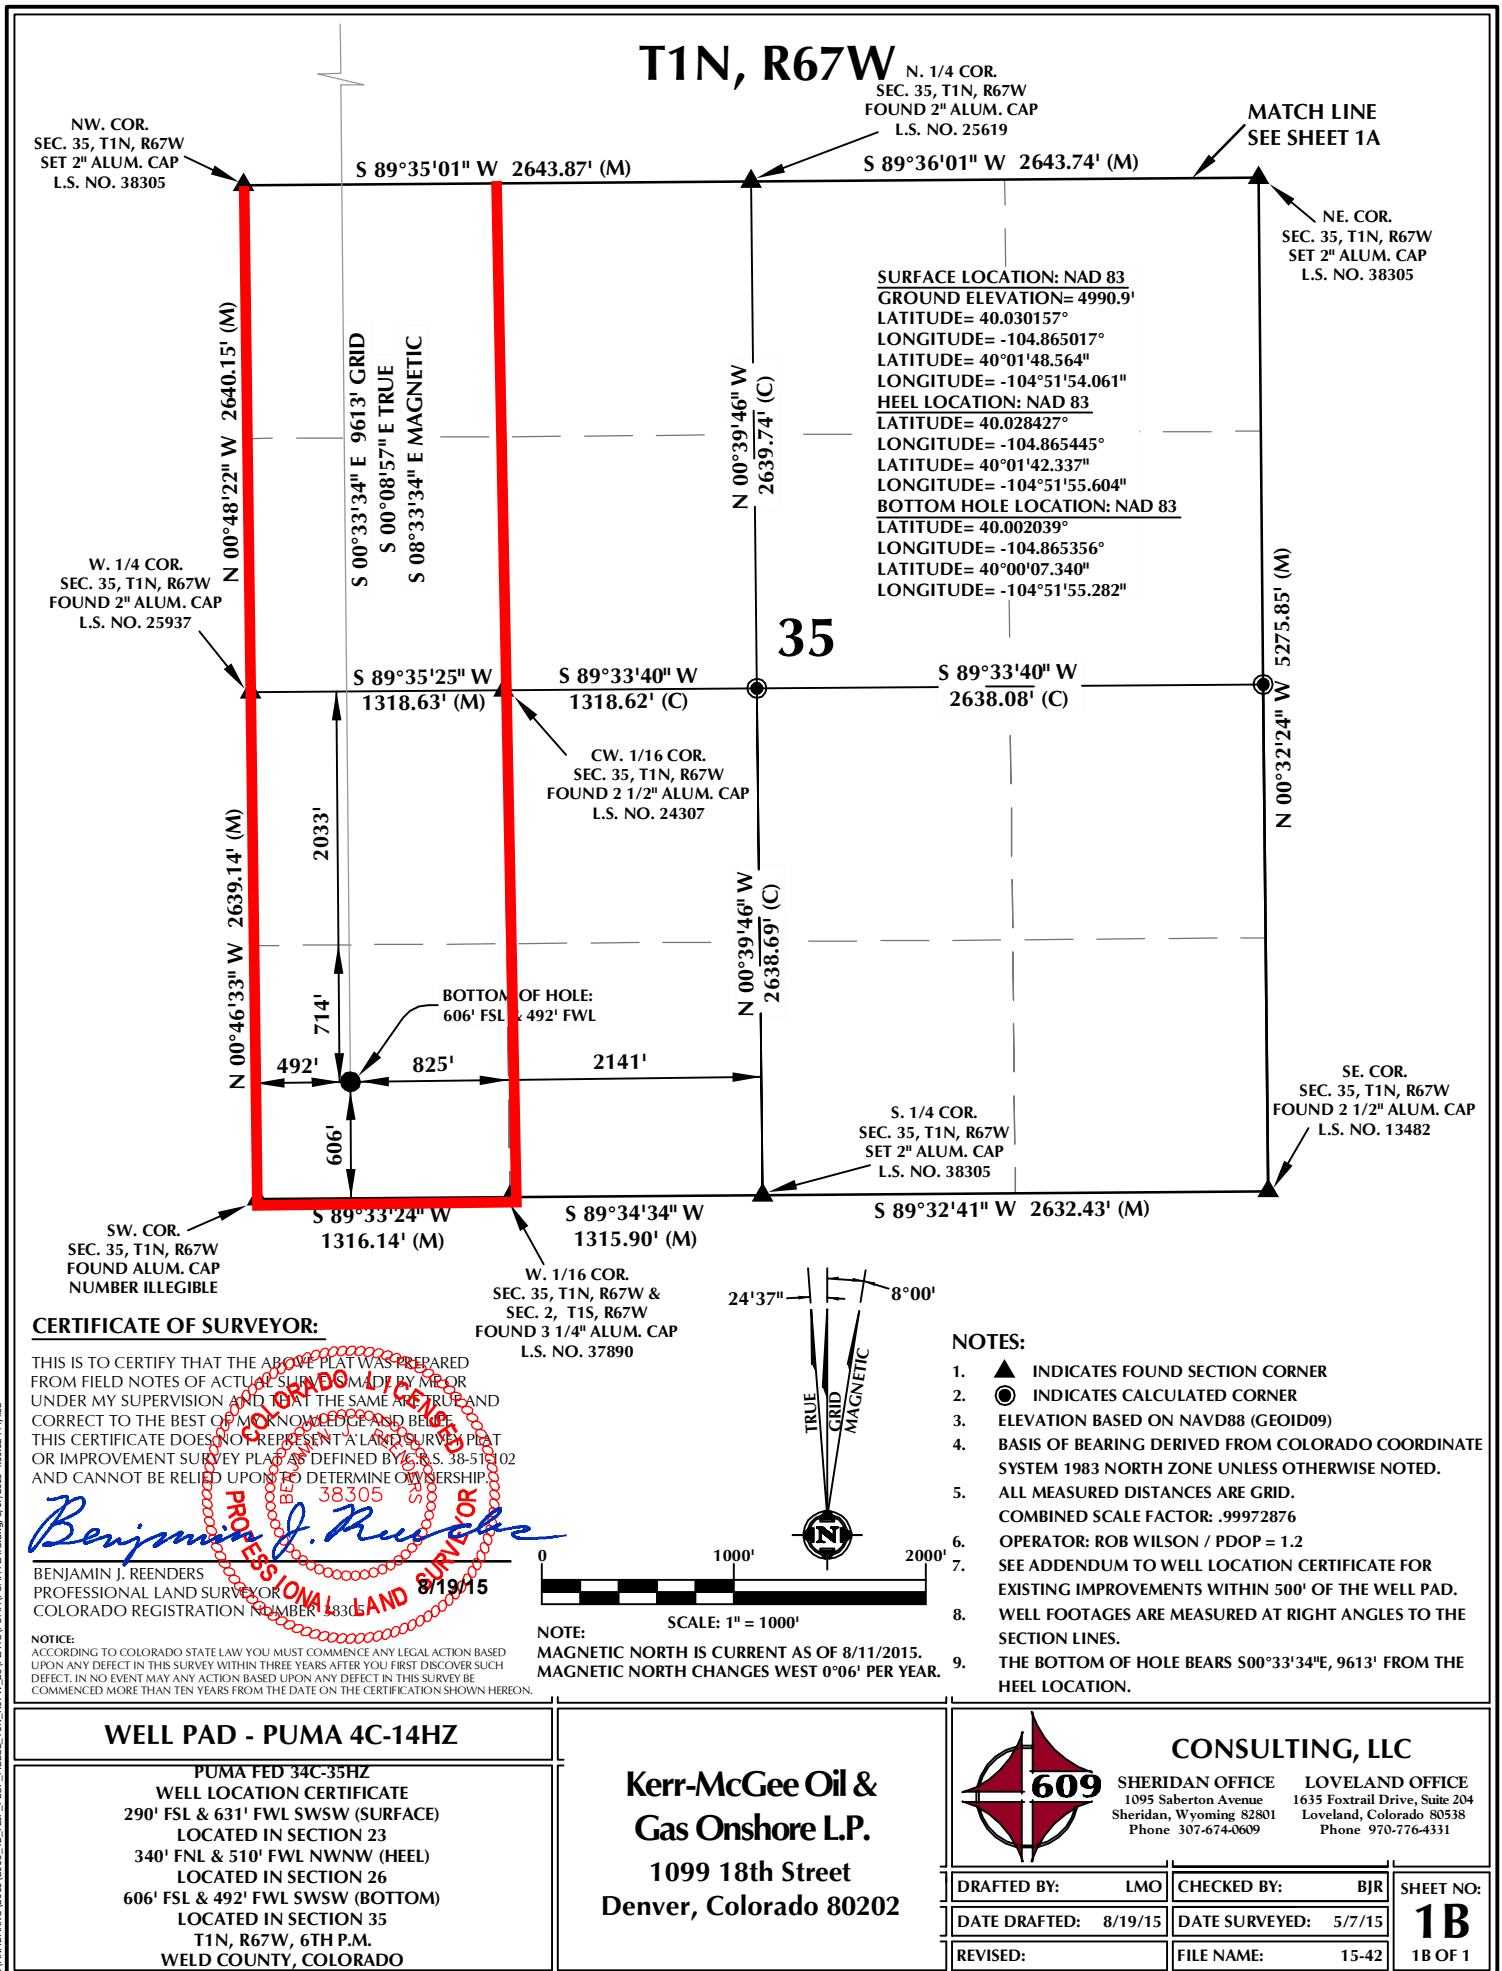 T1N, R67W
NW. COR.
SEC. 35, T1N, R67W
SET 2" ALUM. CAP
L.S. NO. 38305
N. 1/4 COR.
SEC. 35, T1N, R67W
FOUND 2" ALUM. CAP
L.S. NO. 25619
MATCH LINE
SEE SHEET 1A
S 89°35'01" W 2643.87' (M)
S 89°36'01" W 2643.74' (M)
NE. COR.
SEC. 35, T1N, R67W
SET 2" ALUM. CAP
L.S. NO. 38305
N 00°48'22" W 2640.15' (M)
S 00°33'34" E 9613' GRID
S 00°08'57" E TRUE
S 08°33'34" E MAGNETIC
N 00°39'46" W
2639.74' (C)
SURFACE LOCATION: NAD 83
GROUND ELEVATION= 4990.9'
LATITUDE= 40.030157°
LONGITUDE= -104.865017°
LATITUDE= 40°01'48.564"
LONGITUDE= -104°51'54.061"
HEEL LOCATION: NAD 83
LATITUDE= 40.028427°
LONGITUDE= -104.865445°
LATITUDE= 40°01'42.337"
LONGITUDE= -104°51'55.604"
BOTTOM HOLE LOCATION: NAD 83
LATITUDE= 40.002039°
LONGITUDE= -104.865356°
LATITUDE= 40°00'07.340"
LONGITUDE= -104°51'55.282"
W. 1/4 COR.
SEC. 35, T1N, R67W
FOUND 2" ALUM. CAP
L.S. NO. 25937
35
N 00°32'24" W 5275.85' (M)
S 89°35'25" W
1318.63' (M)
S 89°33'40" W
1318.62' (C)
S 89°33'40" W
2638.08' (C)
CW. 1/16 COR.
SEC. 35, T1N, R67W
FOUND 2 1/2" ALUM. CAP
L.S. NO. 24307
2033'
N 00°46'33" W 2639.14' (M)
N 00°39'46" W
2638.69' (C)
714'
BOTTOM OF HOLE:
606' FSL & 492' FWL
492'
825'
2141'
606'
S. 1/4 COR.
SEC. 35, T1N, R67W
SET 2" ALUM. CAP
L.S. NO. 38305
SE. COR.
SEC. 35, T1N, R67W
FOUND 2 1/2" ALUM. CAP
L.S. NO. 13482
S 89°33'24" W
1316.14' (M)
S 89°34'34" W
1315.90' (M)
S 89°32'41" W 2632.43' (M)
SW. COR.
SEC. 35, T1N, R67W
FOUND ALUM. CAP
NUMBER ILLEGIBLE
W. 1/16 COR.
SEC. 35, T1N, R67W &
SEC. 2, T1S, R67W
FOUND 3 1/4" ALUM. CAP
L.S. NO. 37890
24'37"
8°00'
TRUE
GRID
MAGNETIC
N
CERTIFICATE OF SURVEYOR:
THIS IS TO CERTIFY THAT THE ABOVE PLAT WAS PREPARED
FROM FIELD NOTES OF ACTUAL SURVEYS MADE BY ME OR
UNDER MY SUPERVISION AND THAT THE SAME ARE TRUE AND
CORRECT TO THE BEST OF MY KNOWLEDGE AND BELIEF.
THIS CERTIFICATE DOES NOT REPRESENT A LAND SURVEY PLAT
OR IMPROVEMENT SURVEY PLAT AS DEFINED BY C.R.S. 38-51-102
AND CANNOT BE RELIED UPON TO DETERMINE OWNERSHIP.
COLORADO LICENSED
PROFESSIONAL LAND SURVEYOR
BENJAMIN J. REENDERS
38305
8/19/15
Benjamin J. Reenders
BENJAMIN J. REENDERS
PROFESSIONAL LAND SURVEYOR
COLORADO REGISTRATION NUMBER 38305
NOTICE:
ACCORDING TO COLORADO STATE LAW YOU MUST COMMENCE ANY LEGAL ACTION BASED
UPON ANY DEFECT IN THIS SURVEY WITHIN THREE YEARS AFTER YOU FIRST DISCOVER SUCH
DEFECT. IN NO EVENT MAY ANY ACTION BASED UPON ANY DEFECT IN THIS SURVEY BE
COMMENCED MORE THAN TEN YEARS FROM THE DATE ON THE CERTIFICATION SHOWN HEREON.
0 1000' 2000'
SCALE: 1" = 1000'
NOTE:
MAGNETIC NORTH IS CURRENT AS OF 8/11/2015.
MAGNETIC NORTH CHANGES WEST 0°06' PER YEAR.
NOTES:
1. INDICATES FOUND SECTION CORNER
2. INDICATES CALCULATED CORNER
3. ELEVATION BASED ON NAVD88 (GEOID09)
4. BASIS OF BEARING DERIVED FROM COLORADO COORDINATE
SYSTEM 1983 NORTH ZONE UNLESS OTHERWISE NOTED.
5. ALL MEASURED DISTANCES ARE GRID.
COMBINED SCALE FACTOR: .99972876
6. OPERATOR: ROB WILSON / PDOP = 1.2
7. SEE ADDENDUM TO WELL LOCATION CERTIFICATE FOR
EXISTING IMPROVEMENTS WITHIN 500' OF THE WELL PAD.
8. WELL FOOTAGES ARE MEASURED AT RIGHT ANGLES TO THE
SECTION LINES.
9. THE BOTTOM OF HOLE BEARS S00°33'34"E, 9613' FROM THE
HEEL LOCATION.
WELL PAD - PUMA 4C-14HZ
PUMA FED 34C-35HZ
WELL LOCATION CERTIFICATE
290' FSL & 631' FWL SWSW (SURFACE)
LOCATED IN SECTION 23
340' FNL & 510' FWL NWNW (HEEL)
LOCATED IN SECTION 26
606' FSL & 492' FWL SWSW (BOTTOM)
LOCATED IN SECTION 35
T1N, R67W, 6TH P.M.
WELD COUNTY, COLORADO
Kerr-McGee Oil &
Gas Onshore L.P.
1099 18th Street
Denver, Colorado 80202
609
CONSULTING, LLC
SHERIDAN OFFICE
1095 Saberton Avenue
Sheridan, Wyoming 82801
Phone 307-674-0609
LOVELAND OFFICE
1635 Foxtrail Drive, Suite 204
Loveland, Colorado 80538
Phone 970-776-4331
DRAFTED BY: LMO
CHECKED BY: BJR
DATE DRAFTED: 8/19/15
DATE SURVEYED: 5/7/15
REVISED:
FILE NAME: 15-42
SHEET NO:
1B
1B OF 1